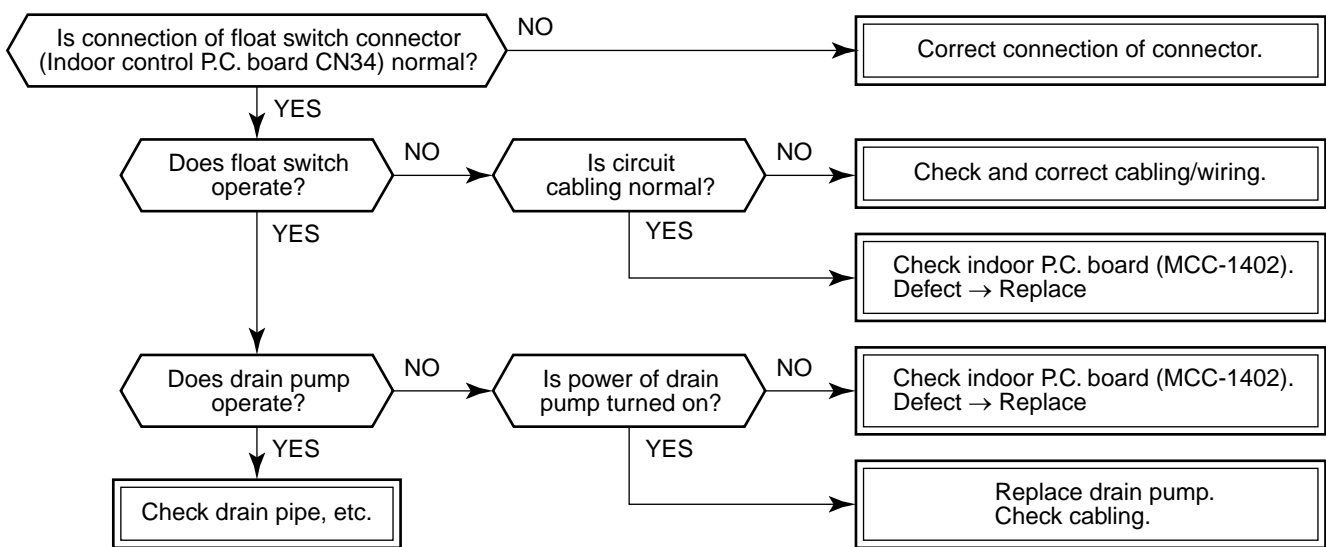 Is connection of float switch connector
(Indoor control P.C. board CN34) normal?
NO
Correct connection of connector.
YES
Does float switch
operate?
NO
Is circuit
cabling normal?
NO
Check and correct cabling/wiring.
YES
YES
Check indoor P.C. board (MCC-1402).
Defect → Replace
Does drain pump
operate?
NO
Is power of drain
pump turned on?
NO
Check indoor P.C. board (MCC-1402).
Defect → Replace
YES
YES
Check drain pipe, etc.
Replace drain pump.
Check cabling.